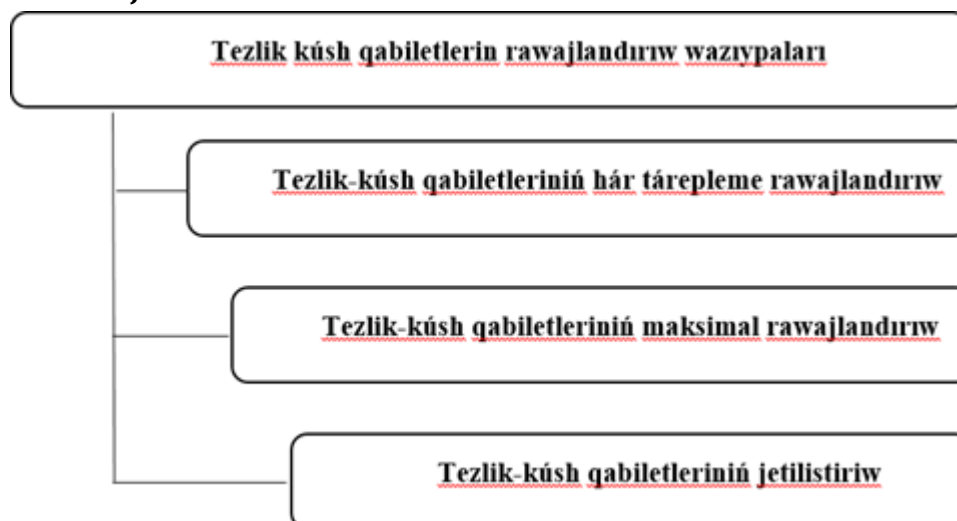 Tezlik kúsh qabiletlerin rawajlandırıw wazıypaları
Tezlik-kúsh qabiletleriniń hár tárepleme rawajlandırıw
Tezlik-kúsh qabiletleriniń maksimal rawajlandırıw
Tezlik-kúsh qabiletleriniń jetilistiriw